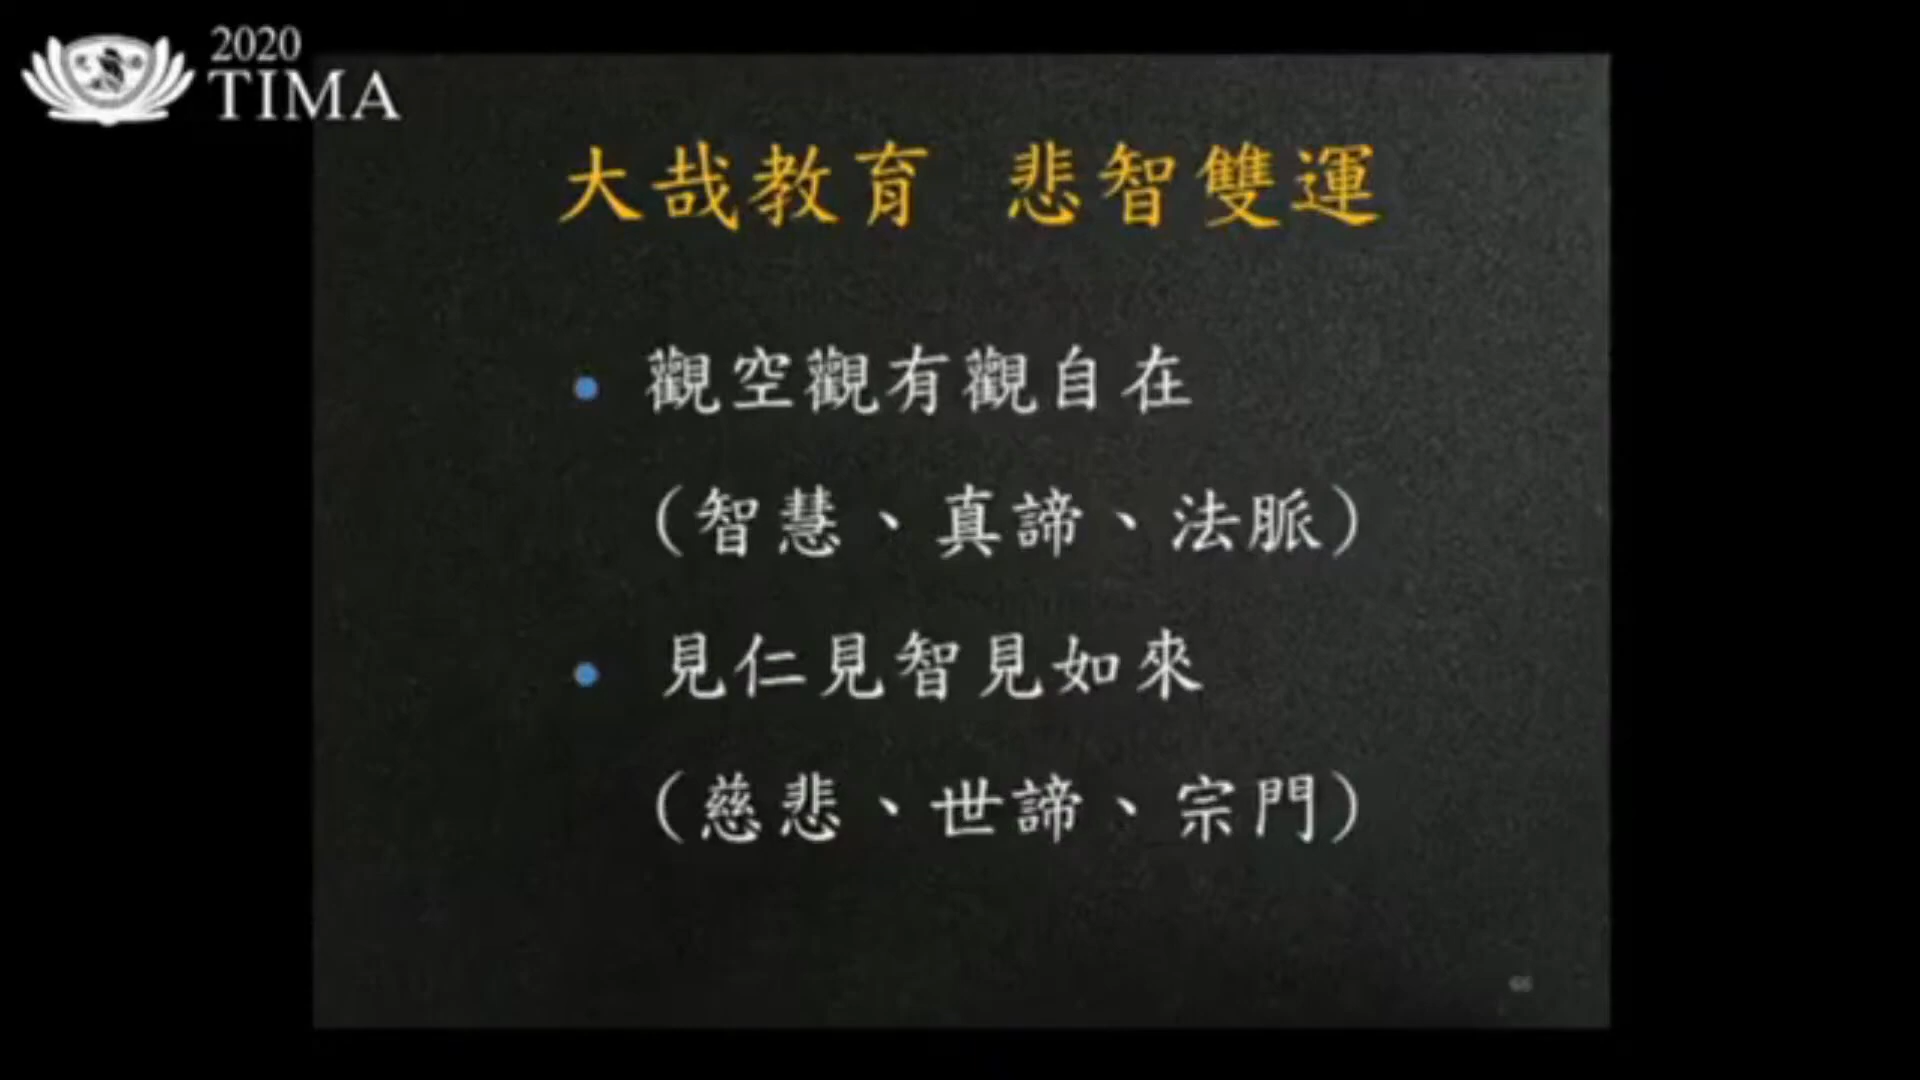 2020
TIMA
大哉教育 悲智雙運
• 觀空觀有觀自在
（智慧、真諦、法脈）
• 見仁見智見如來
（慈悲、世諦、宗門）